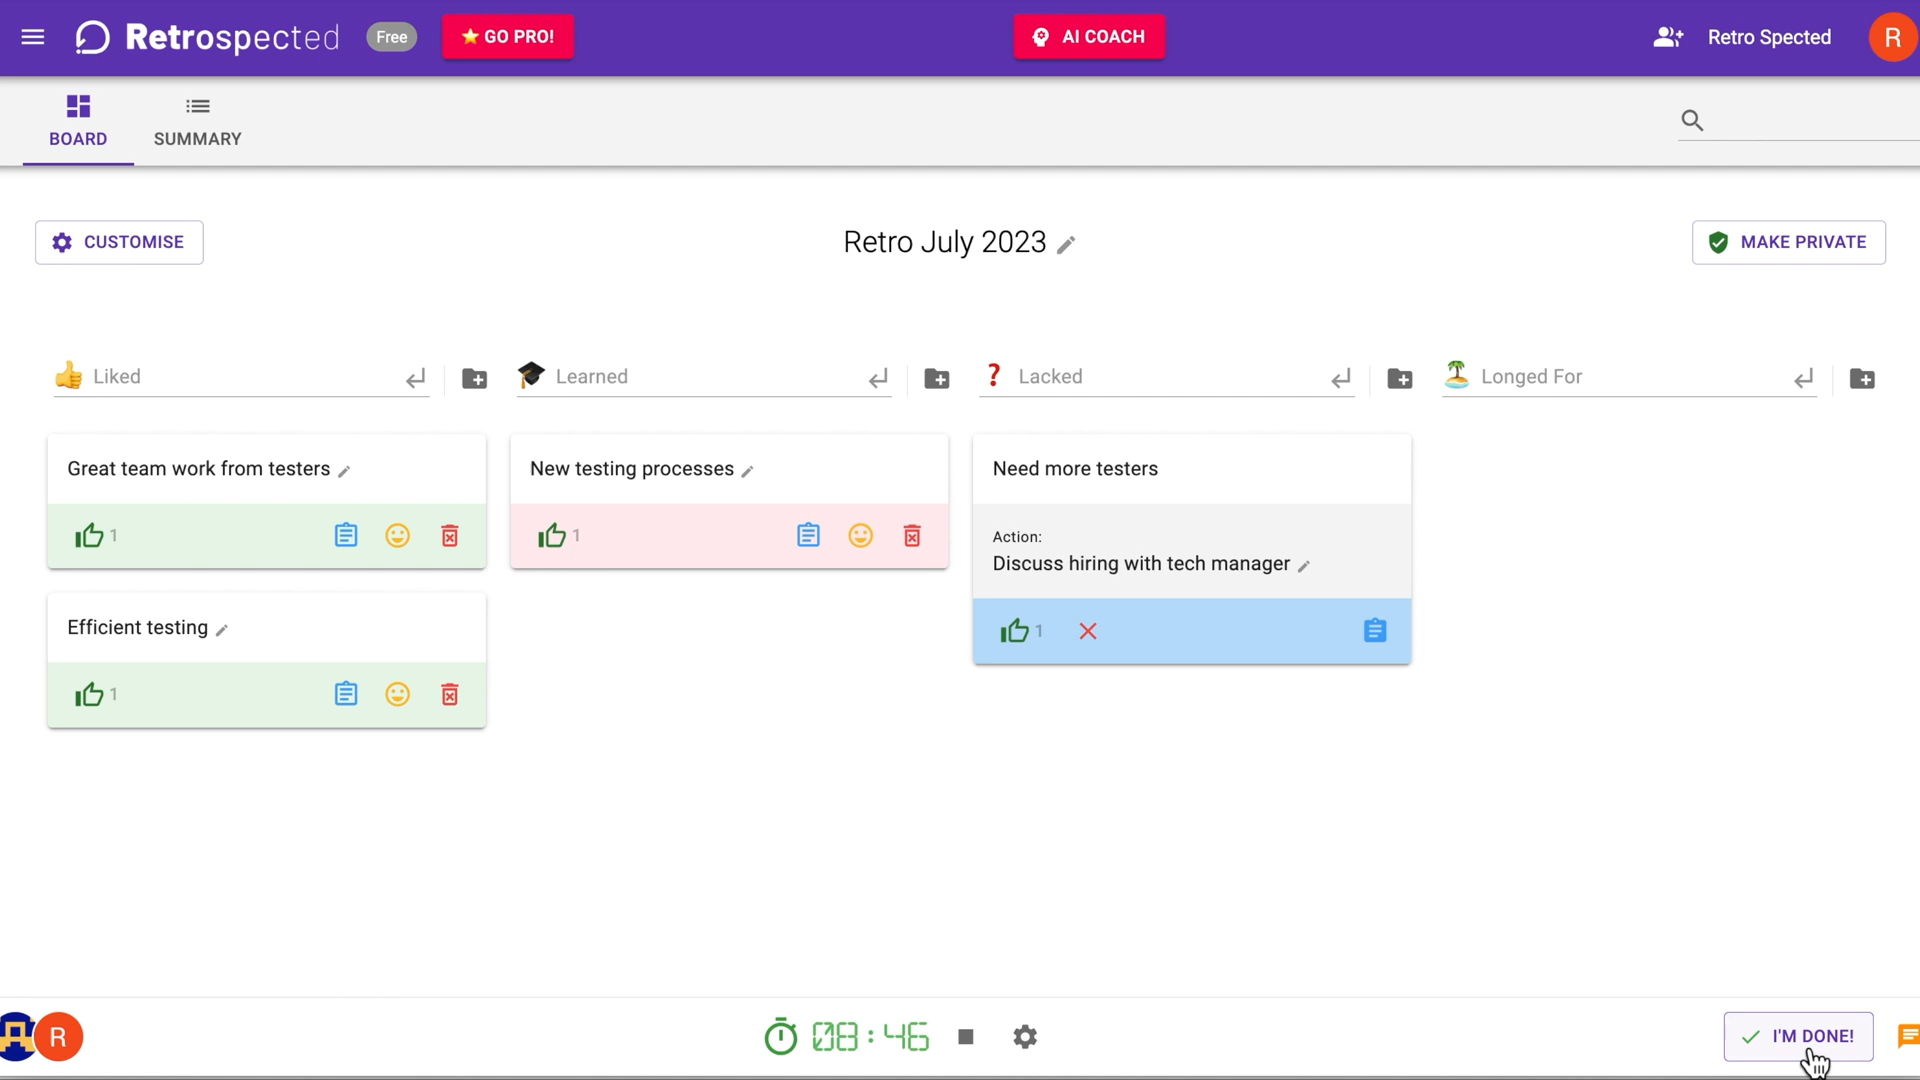 Retrospected
Free
GO PRO!
AI COACH
Retro Spected
R
BOARD
SUMMARY
CUSTOMISE
Retro July 2023
MAKE PRIVATE
Liked
Learned
? Lacked
Longed For
Great team work from testers
1
New testing processes
1
Need more testers
Action:
Discuss hiring with tech manager
1
Efficient testing
1
R
08:46
I'M DONE!